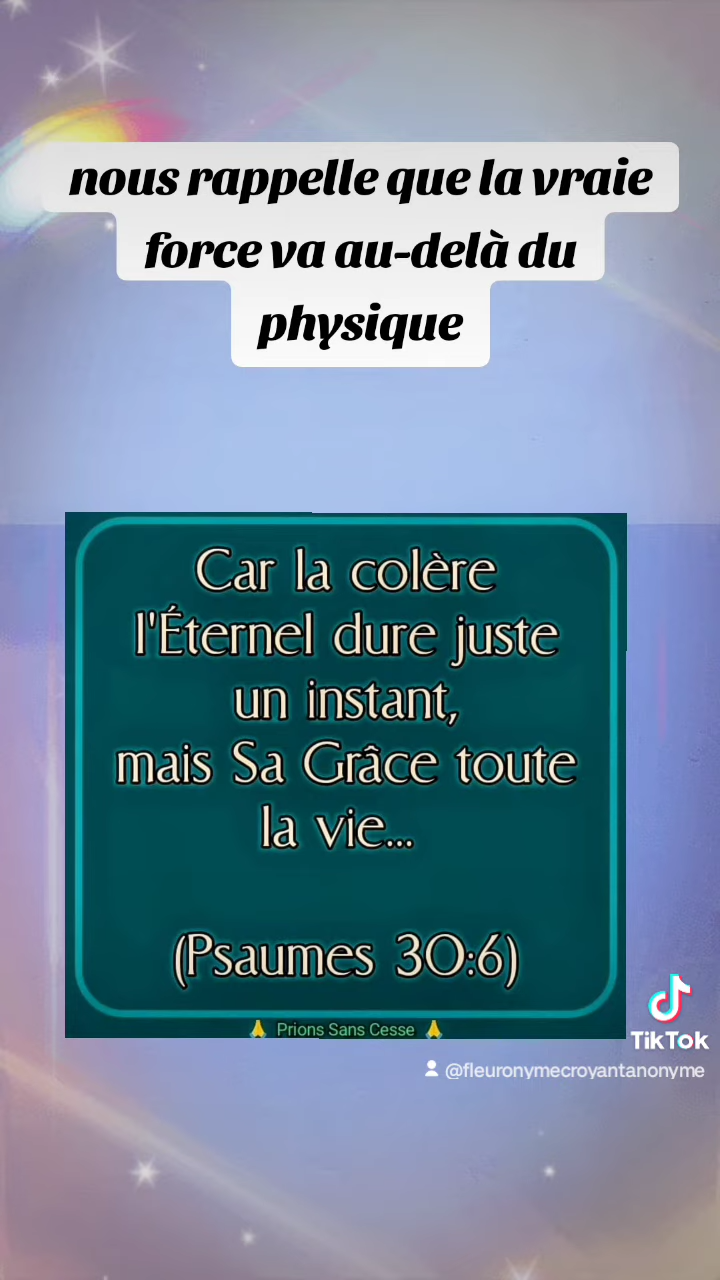 nous rappelle que la vraie
force va au-delà du
physique
Car la colère
l'Éternel dure juste
un instant,
mais Sa Grâce toute
la vie...
(Psaumes 30:6)
🙏 Prions Sans Cesse 🙏
TikTok
@fleuronymecroyantanonyme